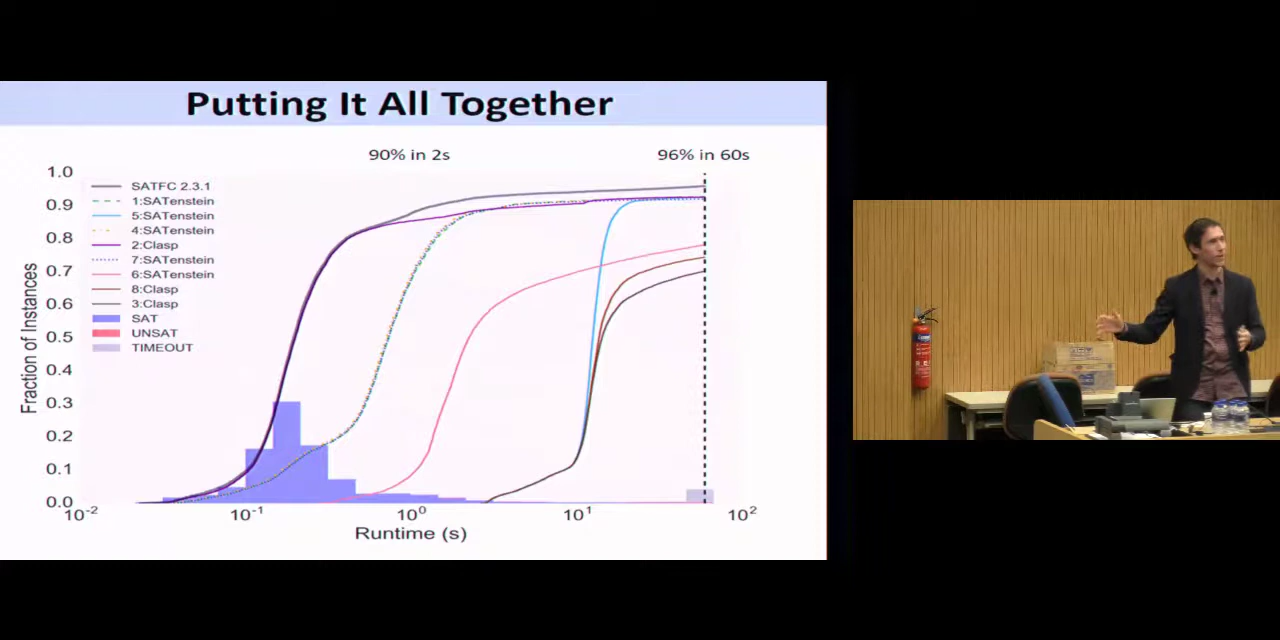 Putting It All Together
90% in 2s
96% in 60s
1.0
0.9
0.8
0.7
0.6
0.5
0.4
0.3
0.2
0.1
0.0
Fraction of Instances
SATFC 2.3.1
1:SATenstein
5:SATenstein
4:SATenstein
2:Clasp
7:SATenstein
6:SATenstein
8:Clasp
3:Clasp
SAT
UNSAT
TIMEOUT
10-2
10-1
100
101
102
Runtime (s)